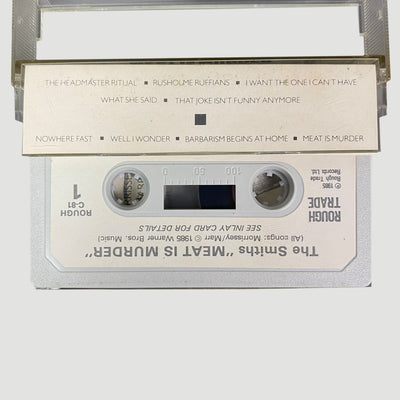 THE HEADMASTER RITUAL ■ RUSHOLME RUFFIANS ■ I WANT THE ONE I CAN'T HAVE
WHAT SHE SAID ■ THAT JOKE ISN'T FUNNY ANYMORE
NOWHERE FAST ■ WELL I WONDER ■ BARBARISM BEGINS AT HOME ■ MEAT IS MURDER
The Smiths "MEAT IS MURDER"
(All songs: Morrissey/Marr © 1985 Warner Bros. Music)
SEE INLAY CARD FOR DETAILS
ROUGH
TRADE
℗ 1985
Rough Trade
Records Ltd.
1
ROUGH
C-81
100 50 0